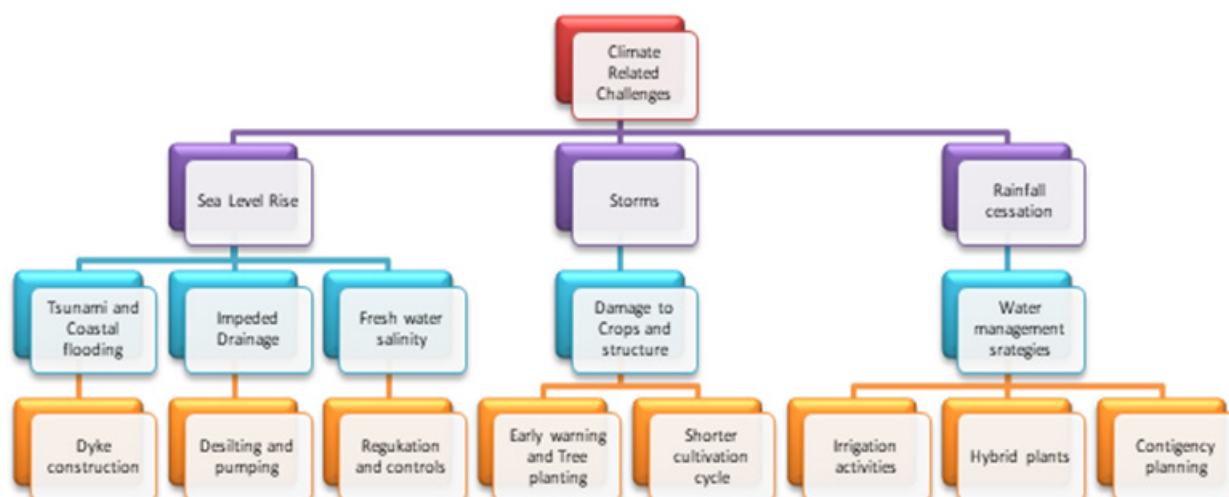 Climate
Related
Challenges
Sea Level Rise
Storms
Rainfall
cessation
Tsunami and
Coastal
flooding
Impeded
Drainage
Fresh water
salinity
Damage to
Crops and
structure
Water
management
srategies
Dyke
construction
Desilting and
pumping
Regukation
and controls
Early warning
and Tree
planting
Shorter
cultivation
cycle
Irrigation
activities
Hybrid plants
Contigency
planning